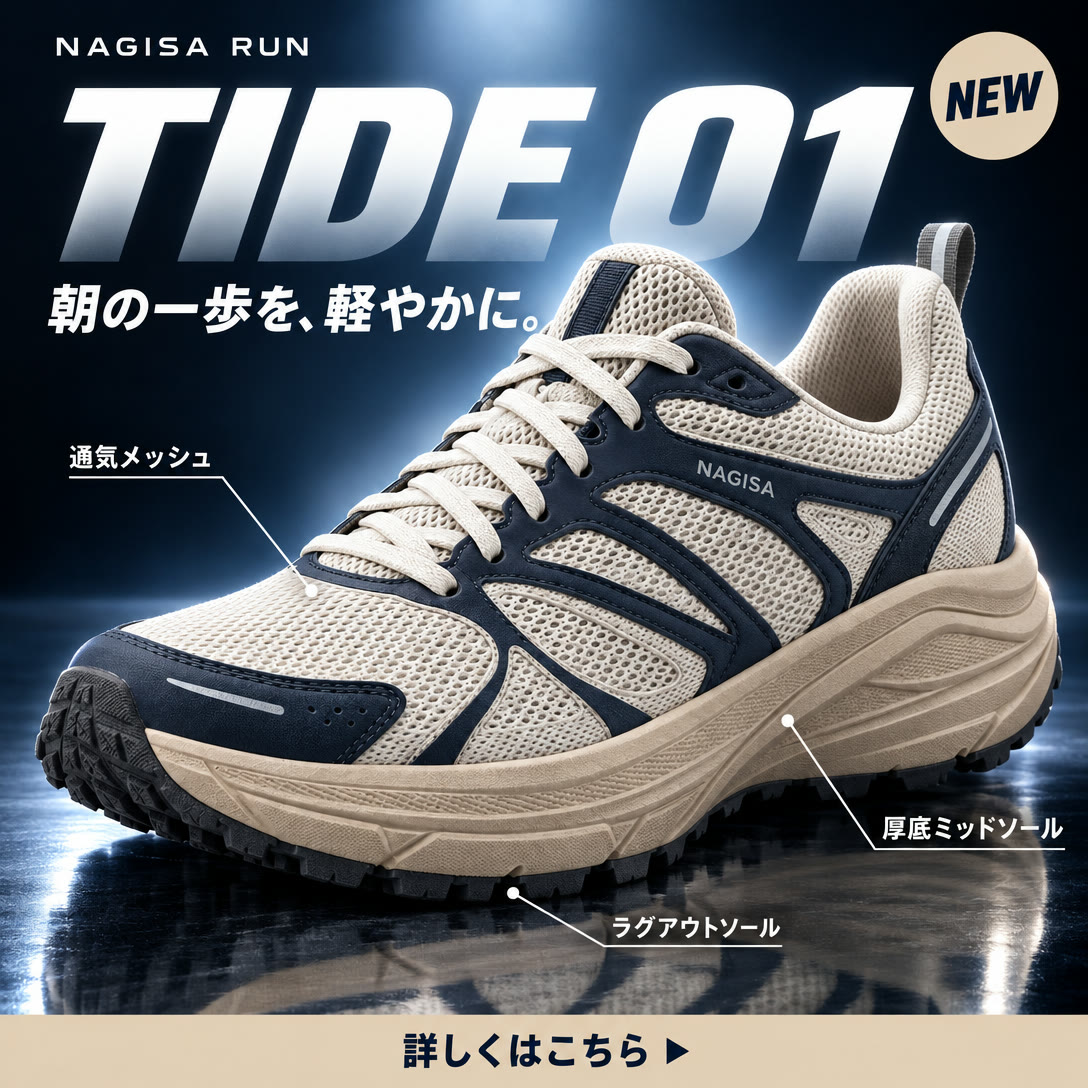 NAGISA RUN
TIDE 01
NEW
朝の一歩を、軽やかに。
通気メッシュ
NAGISA
厚底ミッドソール
ラグアウトソール
詳しくはこちら ▶